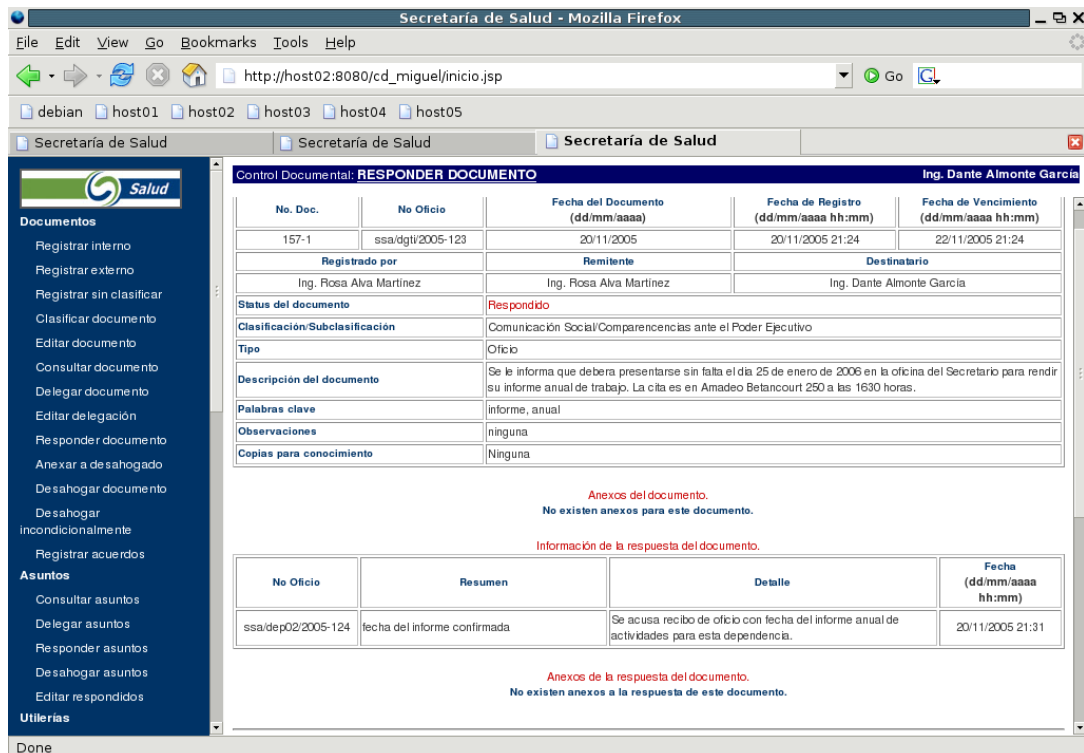 Secretaría de Salud - Mozilla Firefox
File Edit View Go Bookmarks Tools Help
http://host02:8080/cd_miguel/inicio.jsp Go G
debian host01 host02 host03 host04 host05
Secretaría de Salud Secretaría de Salud Secretaría de Salud
Salud
Documentos
Registrar interno
Registrar externo
Registrar sin clasificar
Clasificar documento
Editar documento
Consultar documento
Delegar documento
Editar delegación
Responder documento
Anexar a desahogado
Desahogar documento
Desahogar
incondicionalmente
Registrar acuerdos
Asuntos
Consultar asuntos
Delegar asuntos
Responder asuntos
Desahogar asuntos
Editar respondidos
Utilerías
Control Documental: RESPONDER DOCUMENTO Ing. Dante Almonte García
No. Doc. No Oficio Fecha del Documento (dd/mm/aaaa) Fecha de Registro (dd/mm/aaaa hh:mm) Fecha de Vencimiento (dd/mm/aaaa hh:mm)
157-1 ssa/dgti/2005-123 20/11/2005 20/11/2005 21:24 22/11/2005 21:24
Registrado por Remitente Destinatario
Ing. Rosa Alva Martínez Ing. Rosa Alva Martínez Ing. Dante Almonte García
Status del documento Respondido
Clasificación/Subclasificación Comunicación Social/Comparencencias ante el Poder Ejecutivo
Tipo Oficio
Descripción del documento Se le informa que debera presentarse sin falta el día 25 de enero de 2006 en la oficina del Secretario para rendir
su informe anual de trabajo. La cita es en Amadeo Betancourt 250 a las 1630 horas.
Palabras clave informe, anual
Observaciones ninguna
Copias para conocimiento Ninguna
Anexos del documento.
No existen anexos para este documento.
Información de la respuesta del documento.
No Oficio Resumen Detalle Fecha (dd/mm/aaaa hh:mm)
ssa/dep02/2005-124 fecha del informe confirmada Se acusa recibo de oficio con fecha del informe anual de
actividades para esta dependencia. 20/11/2005 21:31
Anexos de la respuesta del documento.
No existen anexos a la respuesta de este documento.
Done